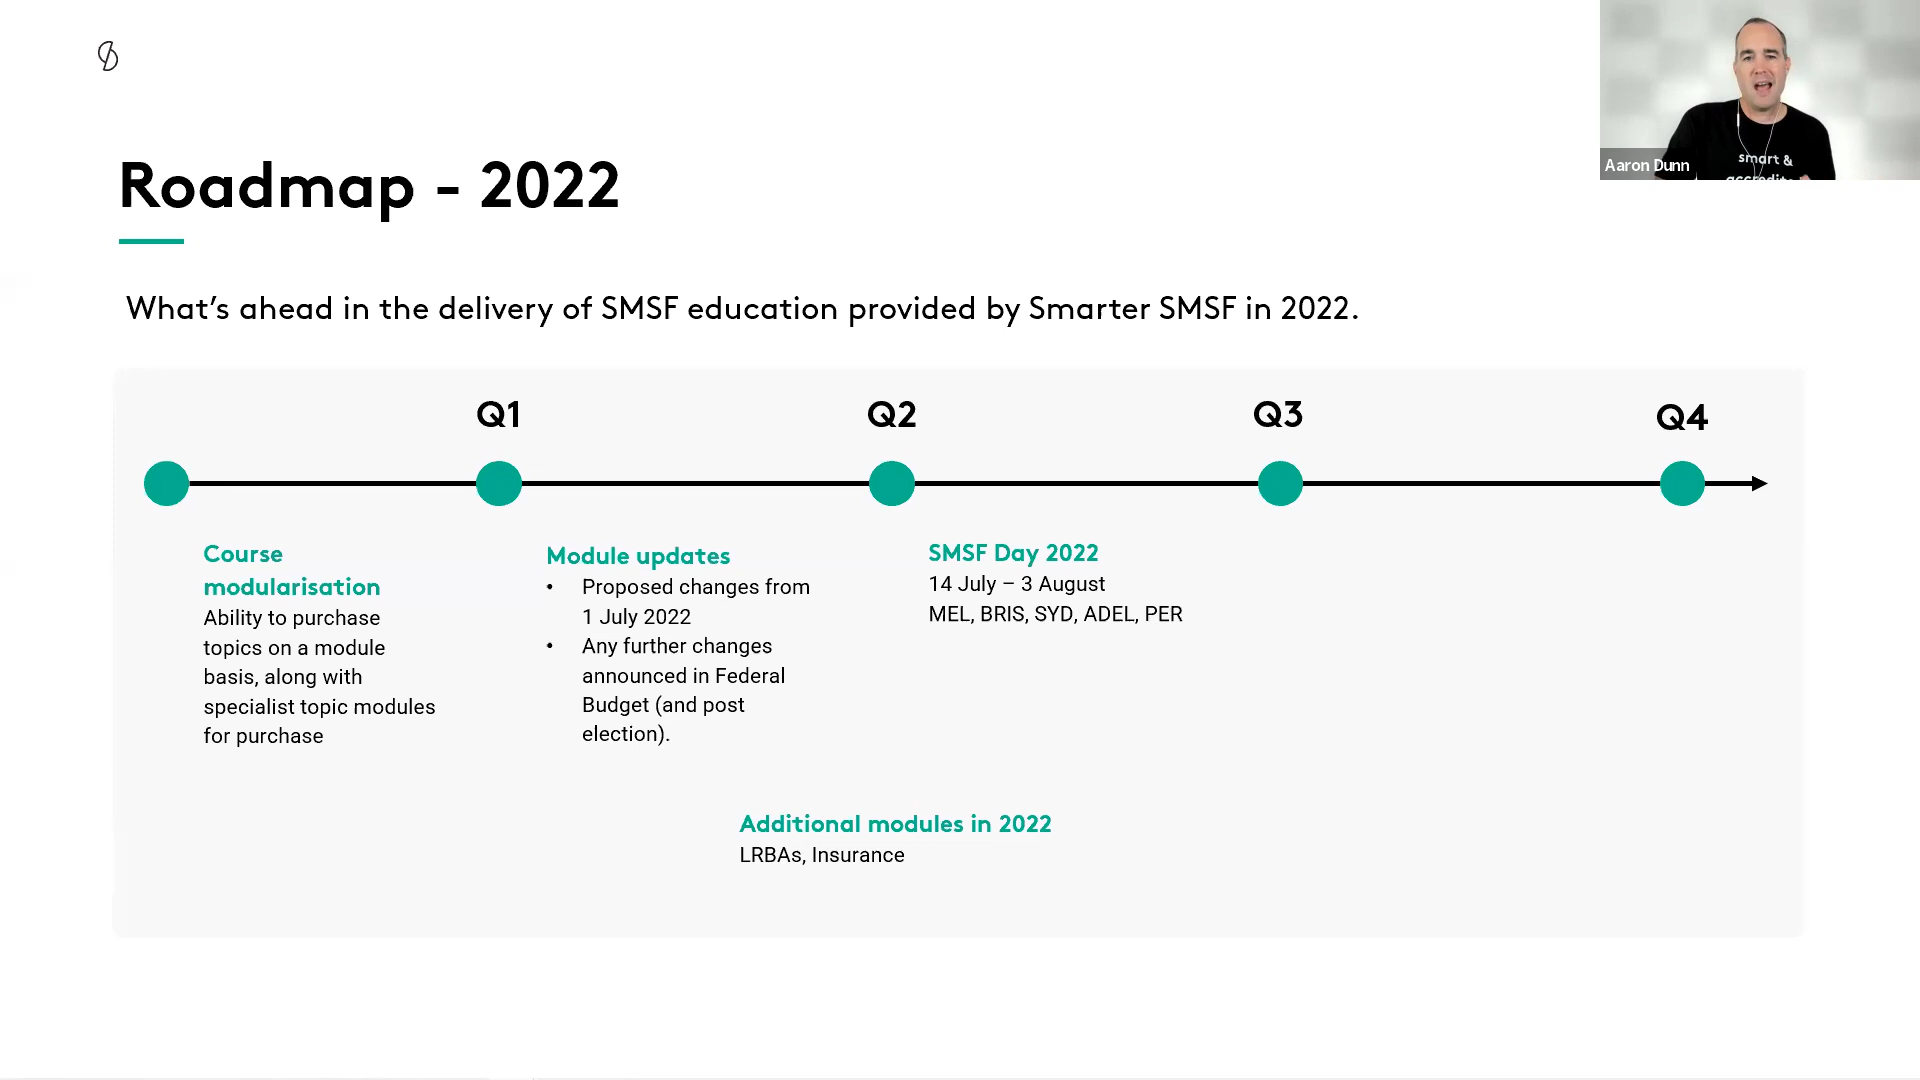 Roadmap - 2022
Aaron Dunn
smart &
What's ahead in the delivery of SMSF education provided by Smarter SMSF in 2022.
Q1
Q2
Q3
Q4
Course
modularisation
Ability to purchase
topics on a module
basis, along with
specialist topic modules
for purchase
Module updates
• Proposed changes from
1 July 2022
• Any further changes
announced in Federal
Budget (and post
election).
SMSF Day 2022
14 July – 3 August
MEL, BRIS, SYD, ADEL, PER
Additional modules in 2022
LRBAs, Insurance